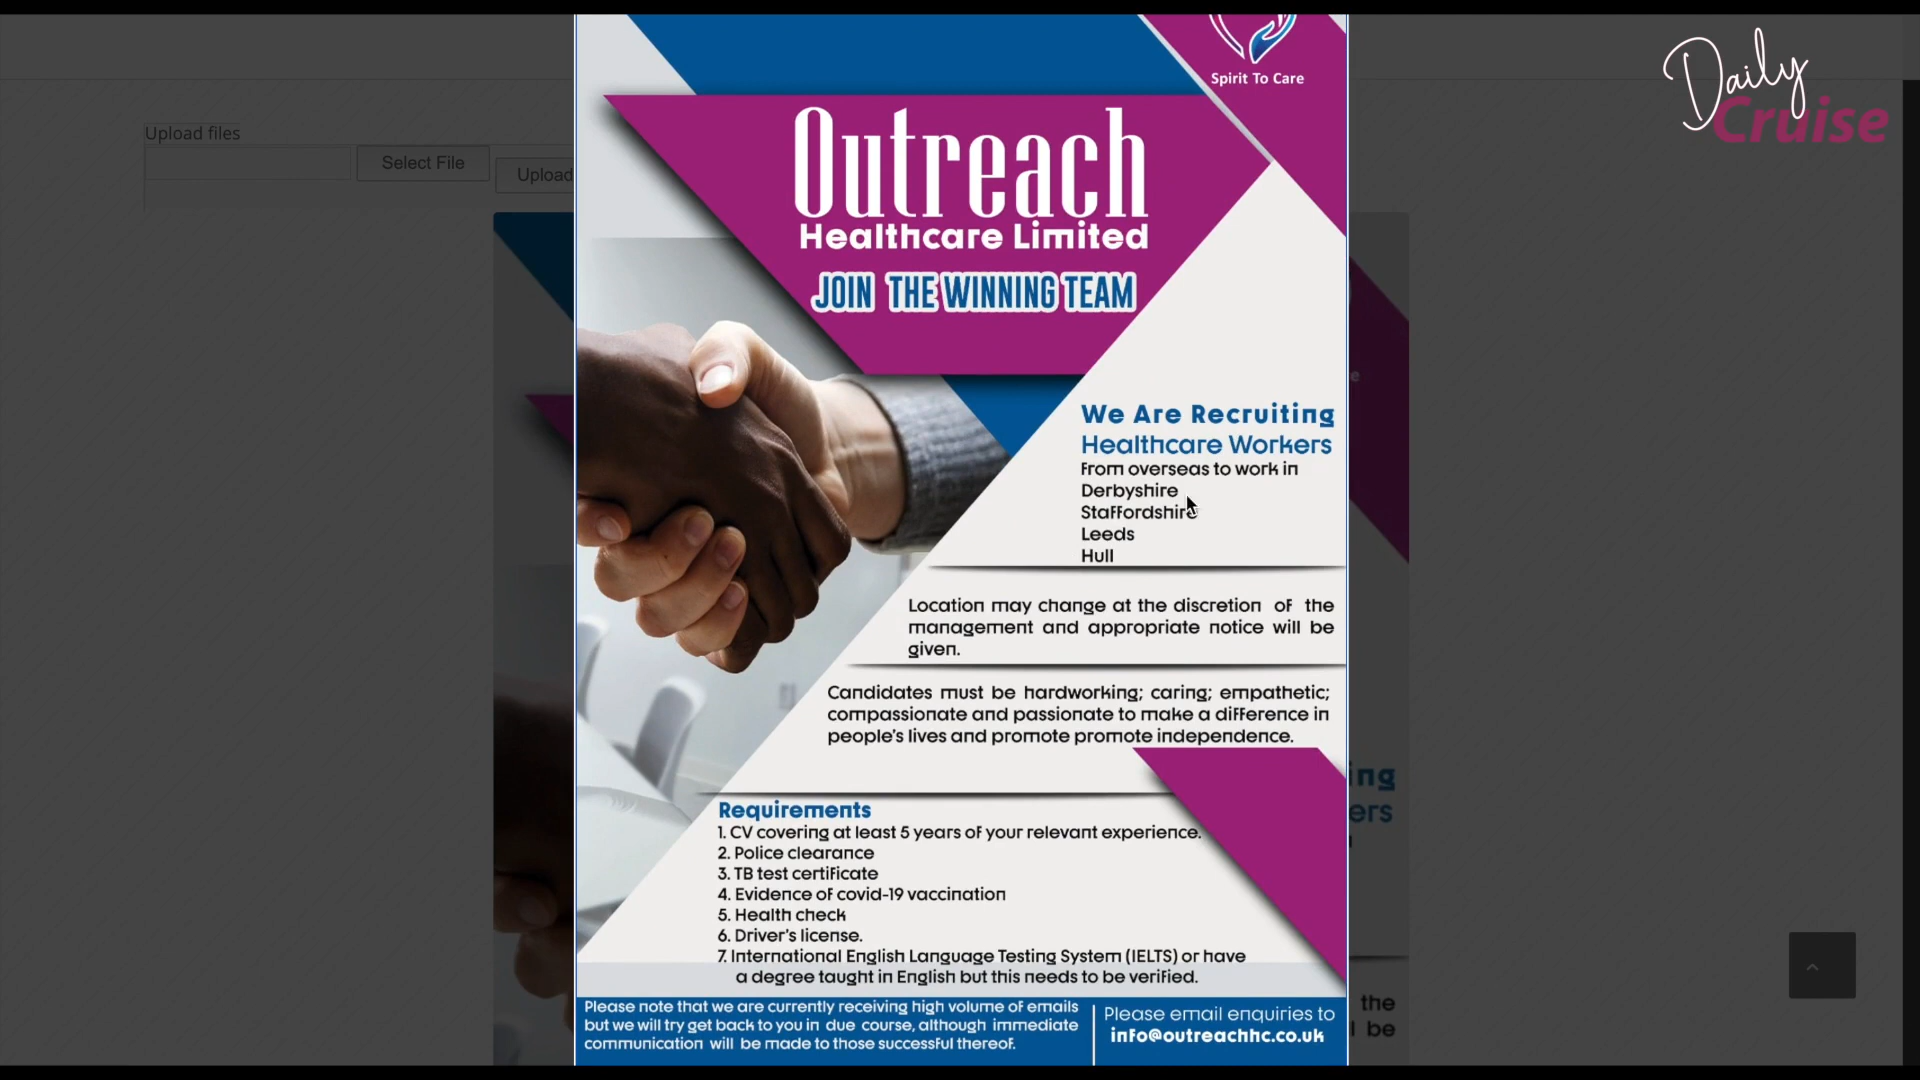 Daily
Cruise
Spirit To Care
Upload files
Select File
Upload
Outreach
Healthcare Limited
JOIN THE WINNING TEAM
We Are Recruiting
Healthcare Workers
From overseas to work in
Derbyshire
Staffordshire
Leeds
Hull
Location may change at the discretion of the
management and appropriate notice will be
given.
Candidates must be hardworking; caring; empathetic;
compassionate and passionate to make a difference in
people's lives and promote promote independence.
Requirements
1. CV covering at least 5 years of your relevant experience.
2. Police clearance
3. TB test certificate
4. Evidence of covid-19 vaccination
5. Health check
6. Driver's license.
7. International English Language Testing System (IELTS) or have
a degree taught in English but this needs to be verified.
Please note that we are currently receiving high volume of emails
but we will try get back to you in due course, although immediate
communication will be made to those successful thereof.
Please email enquiries to
info@outreachhc.co.uk
e
ing
ers
the
l be